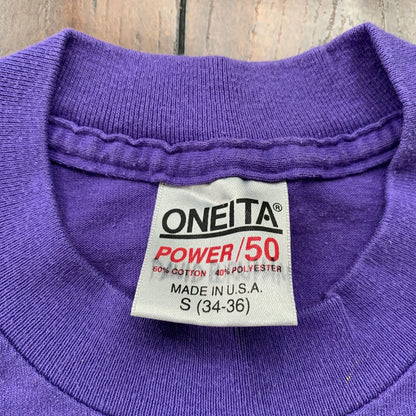 ONEITA®
POWER/50
60% COTTON 40% POLYESTER
MADE IN U.S.A.
S (34-36)